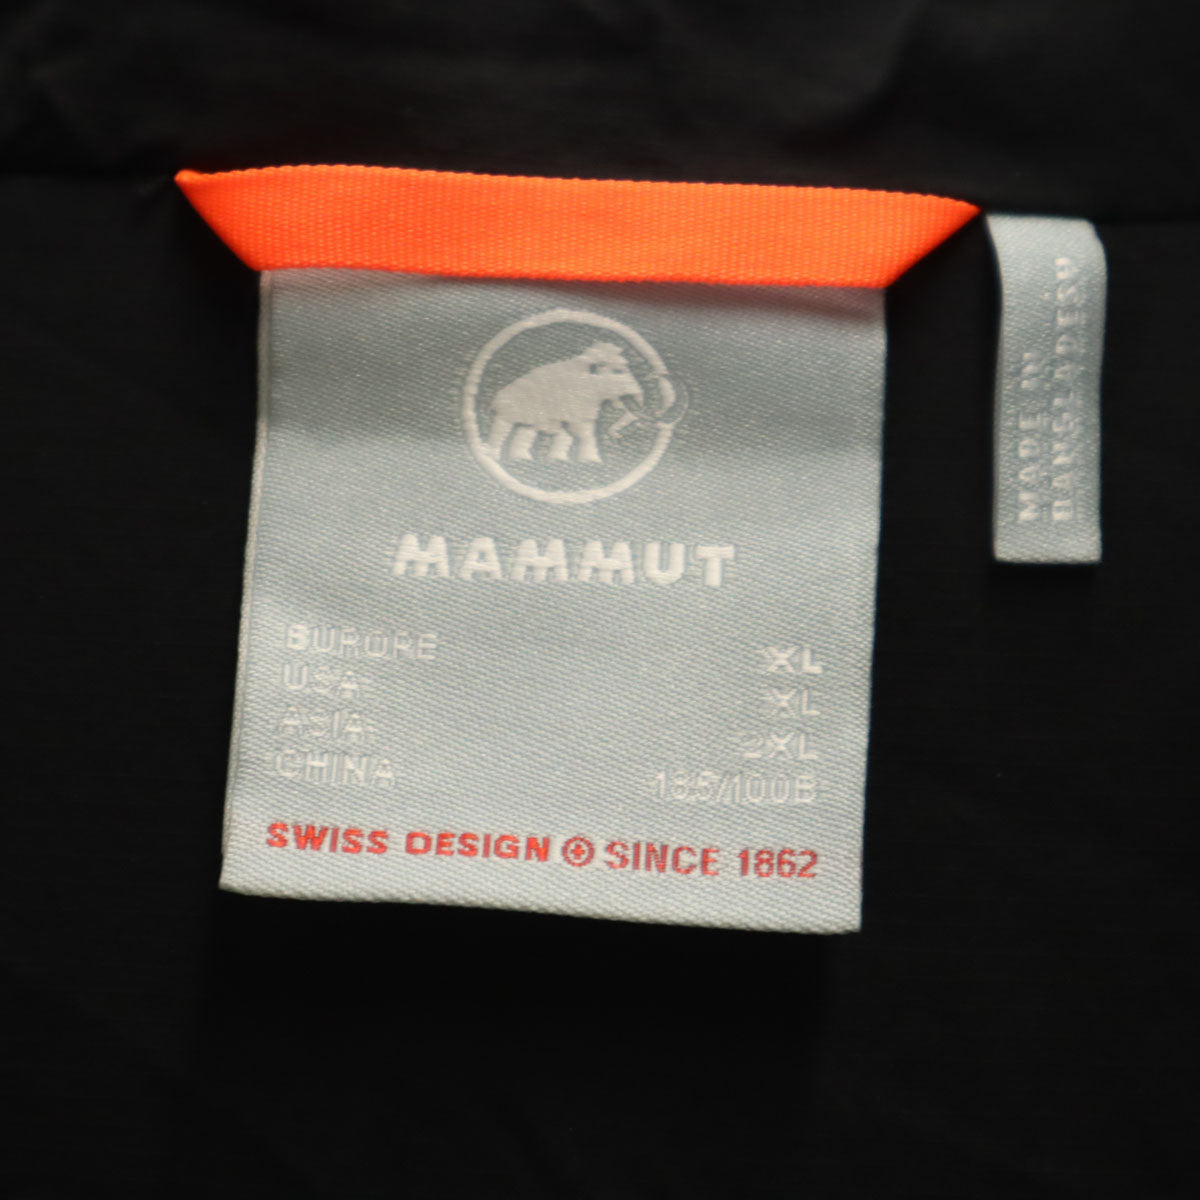 MAMMUT
EUROPE XL
USA XL
ASIA 2XL
CHINA 185/100B
SWISS DESIGN SINCE 1862
MADE IN
BANGLADESH